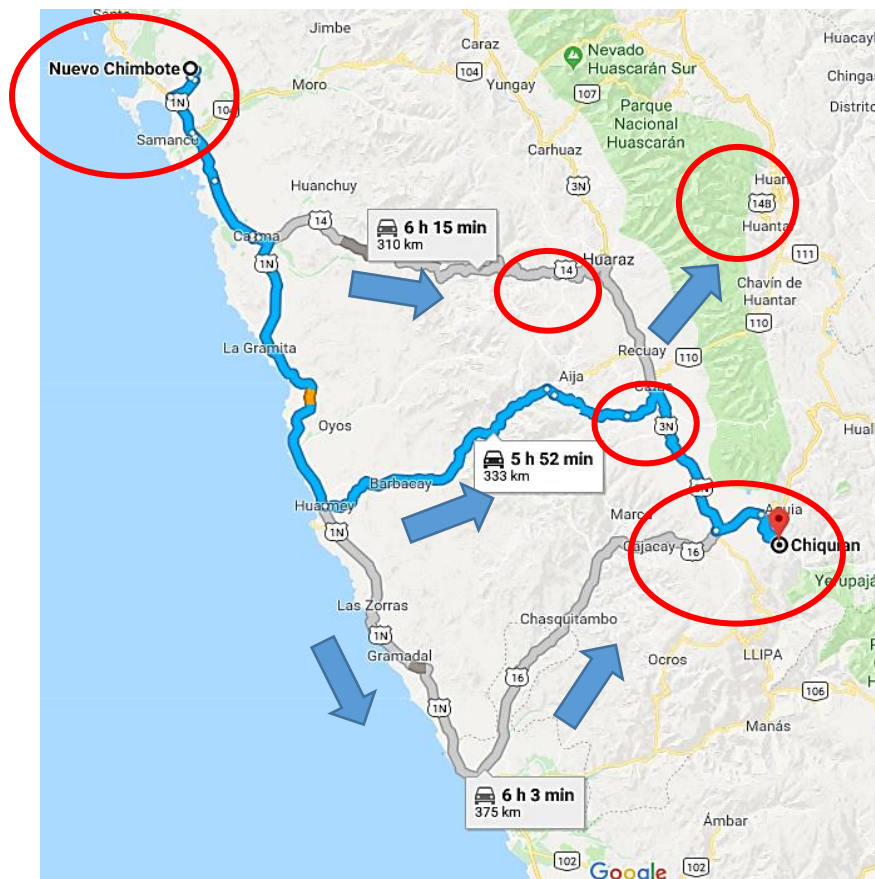 Santa
Jimbe
Huacayb
Nuevo Chimbote
Caraz
Nevado
Huascarán Sur
104
Yungay
Chingas
Moro
107
Distrito
1N
104
Parque
Nacional
Huascarán
Samanco
Carhuaz
Huanchuy
3N
Huari
14B
14
6 h 15 min
310 km
Huantar
Casma
1N
14
Huaraz
111
Chavín de
Huantar
110
La Gramita
Recuay
110
Aija
Catac
Oyos
3N
5 h 52 min
333 km
Barbacay
3N
Huarmey
Marca
Aquia
1N
Cajacay
16
Chiquian
Las Zorras
Chasquitambo
1N
Gramadal
Ocros
LLIPA
16
106
1N
Manás
6 h 3 min
375 km
Ámbar
102
102
Google